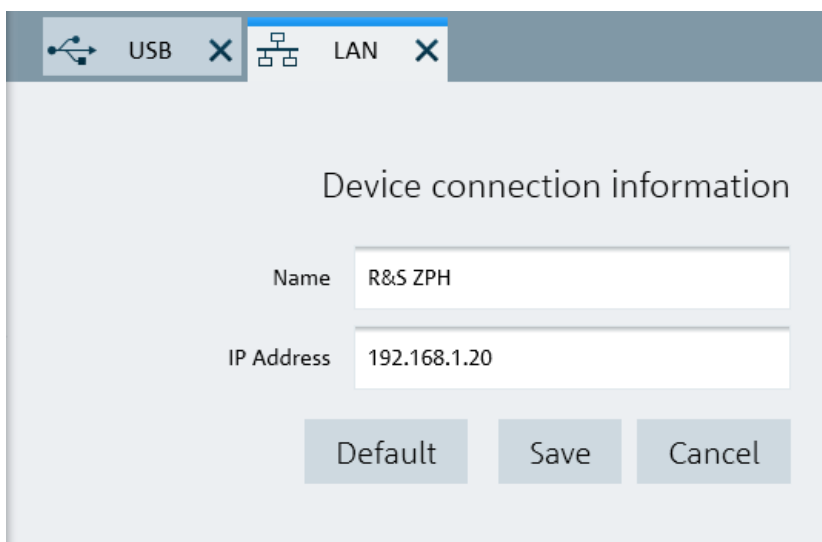 USB LAN
Device connection information
Name R&S ZPH
IP Address 192.168.1.20
Default Save Cancel